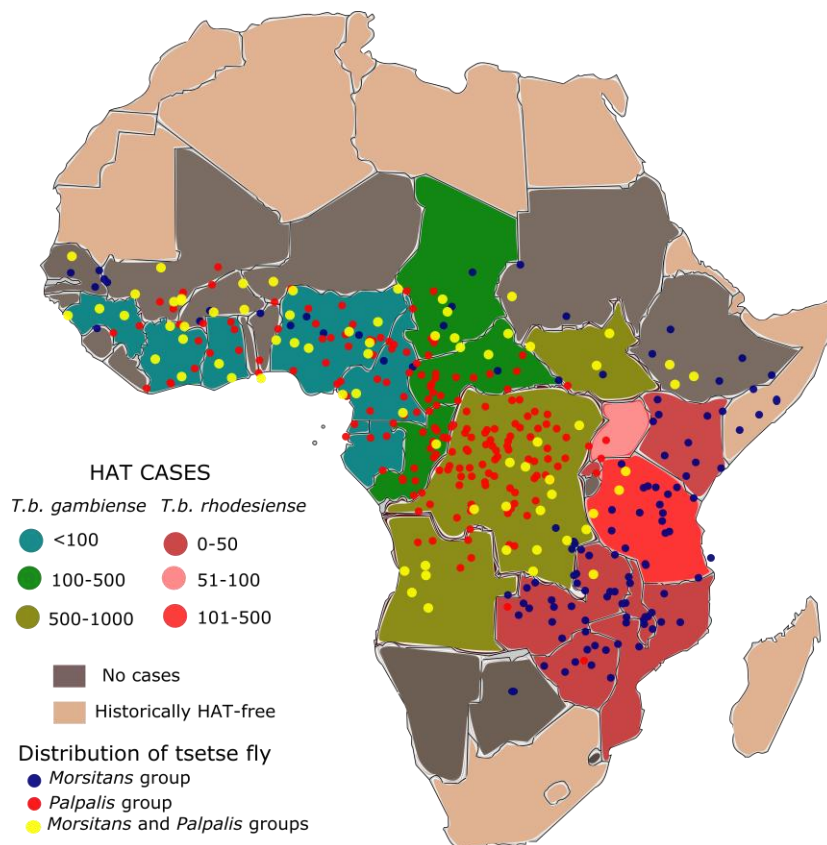 HAT CASES
T.b. gambiense T.b. rhodesiense
<100 0-50
100-500 51-100
500-1000 101-500
No cases
Historically HAT-free
Distribution of tsetse fly
Morsitans group
Palpalis group
Morsitans and Palpalis groups